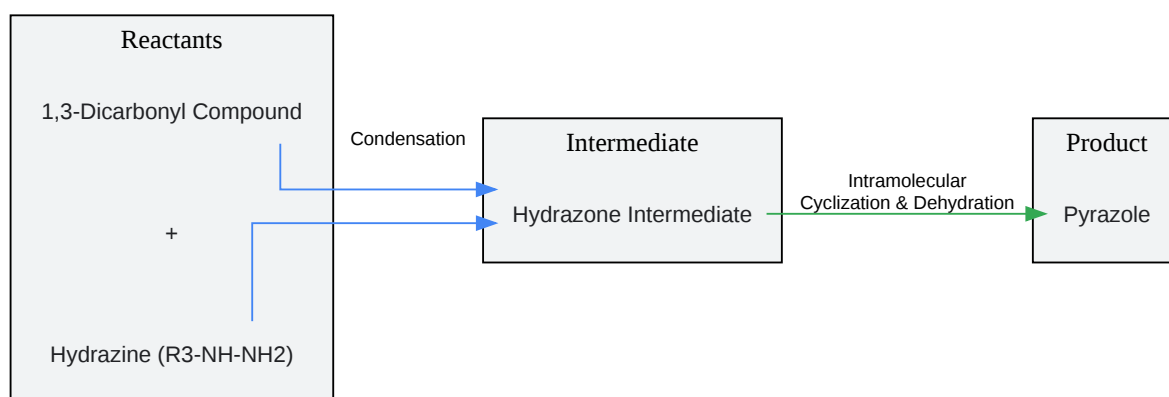 Reactants
1,3-Dicarbonyl Compound
+
Hydrazine (R3-NH-NH2)
Condensation
Intermediate
Hydrazone Intermediate
Intramolecular
Cyclization & Dehydration
Product
Pyrazole